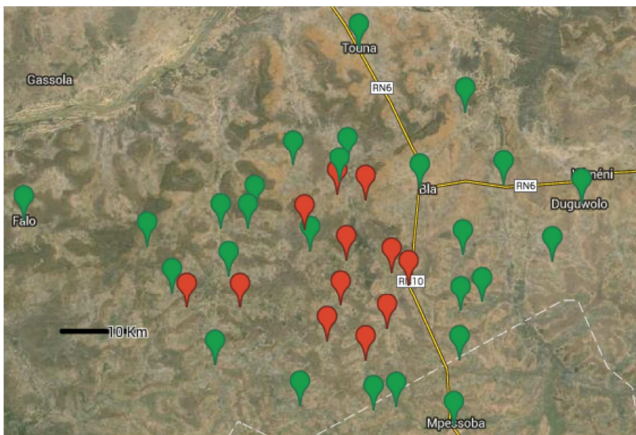 Touna
Gassola
RN6
Bla
RN6
Duguwolo
Falo
RN10
10 Km
Mpessoba